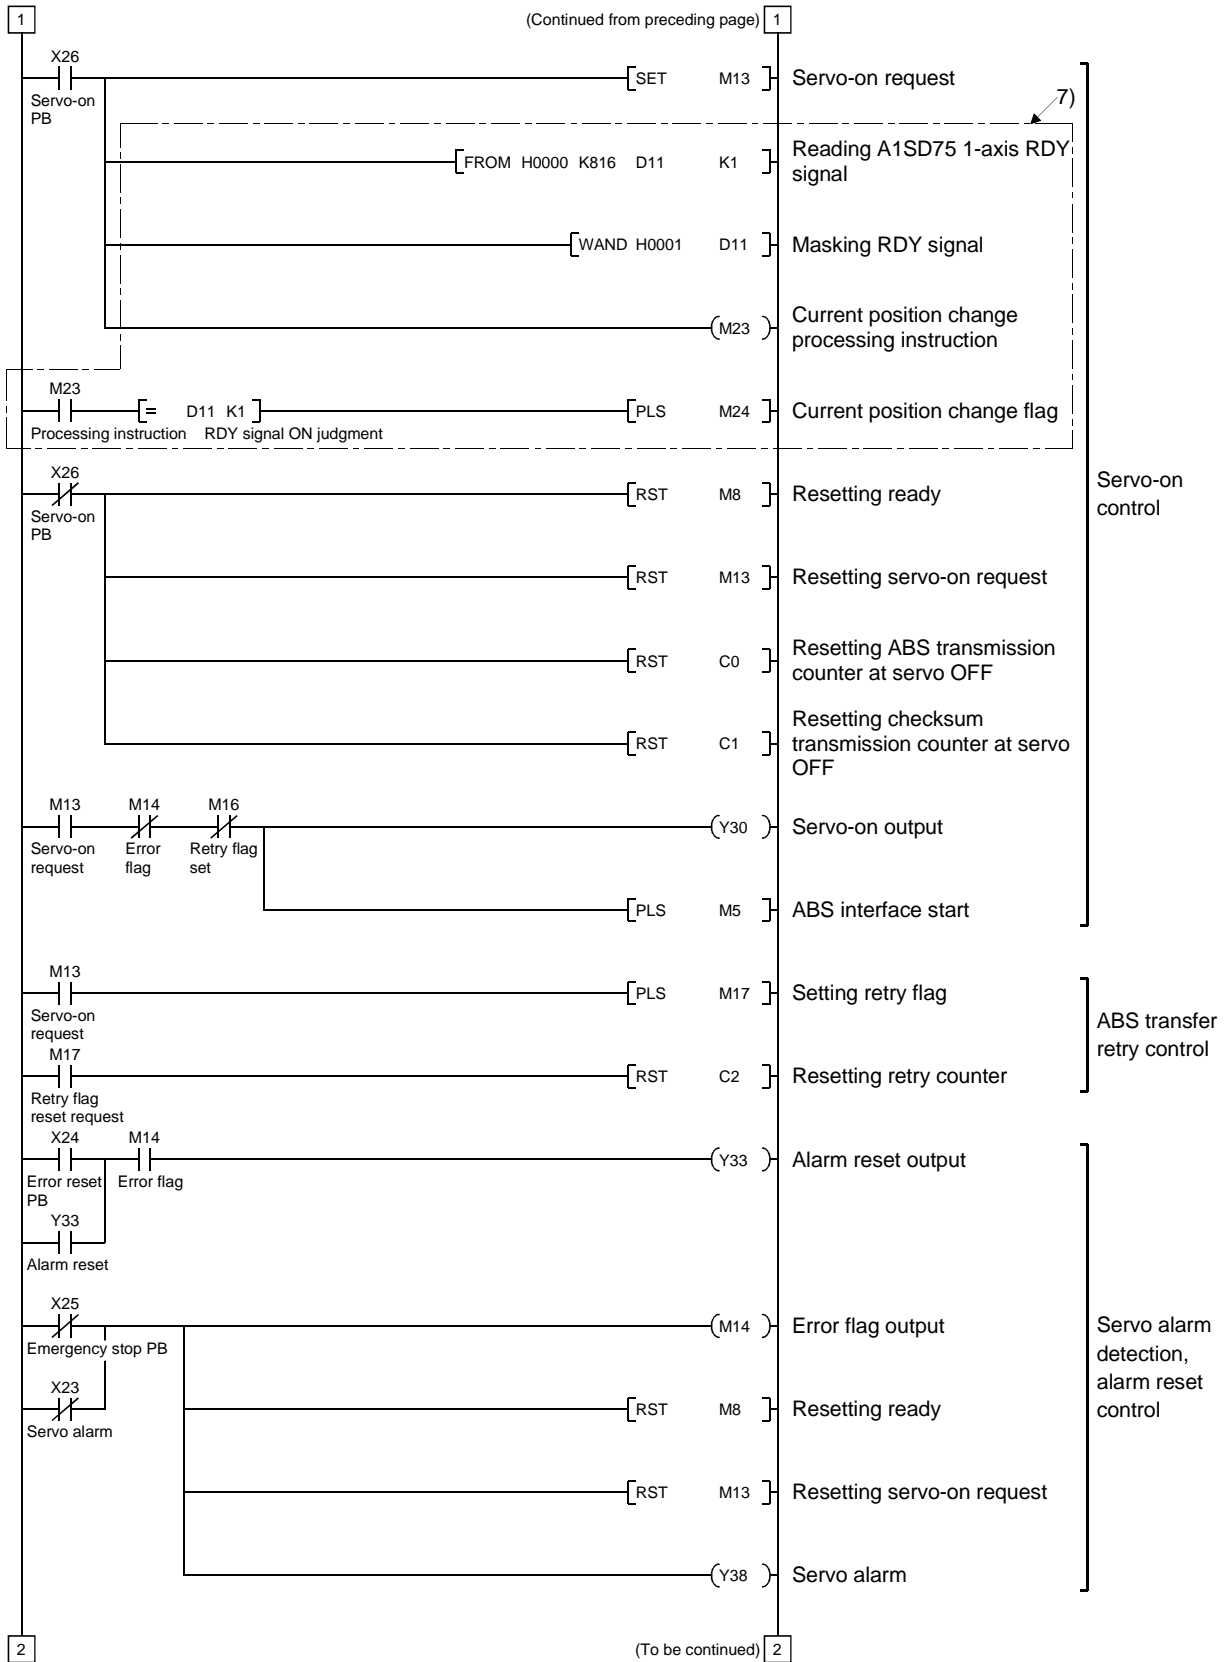 1 (Continued from preceding page) 1
X26
Servo-on
PB
SET M13 Servo-on request
7)
FROM H0000 K816 D11 K1 Reading A1SD75 1-axis RDY
signal
WAND H0001 D11 Masking RDY signal
M23 Current position change
processing instruction
M23
= D11 K1 PLS M24 Current position change flag
Processing instruction RDY signal ON judgment
X26
Servo-on
PB
RST M8 Resetting ready
Servo-on
control
RST M13 Resetting servo-on request
RST C0 Resetting ABS transmission
counter at servo OFF
RST C1 Resetting checksum
transmission counter at servo
OFF
M13 M14 M16
Y30 Servo-on output
Servo-on Error Retry flag
request flag set
PLS M5 ABS interface start
M13
PLS M17 Setting retry flag
Servo-on
request
ABS transfer
retry control
M17
RST C2 Resetting retry counter
Retry flag
reset request
X24 M14
Y33 Alarm reset output
Error reset Error flag
PB
Y33
Alarm reset
X25
M14 Error flag output
Emergency stop PB
Servo alarm
detection,
alarm reset
control
X23
RST M8 Resetting ready
Servo alarm
RST M13 Resetting servo-on request
Y38 Servo alarm
2 (To be continued) 2